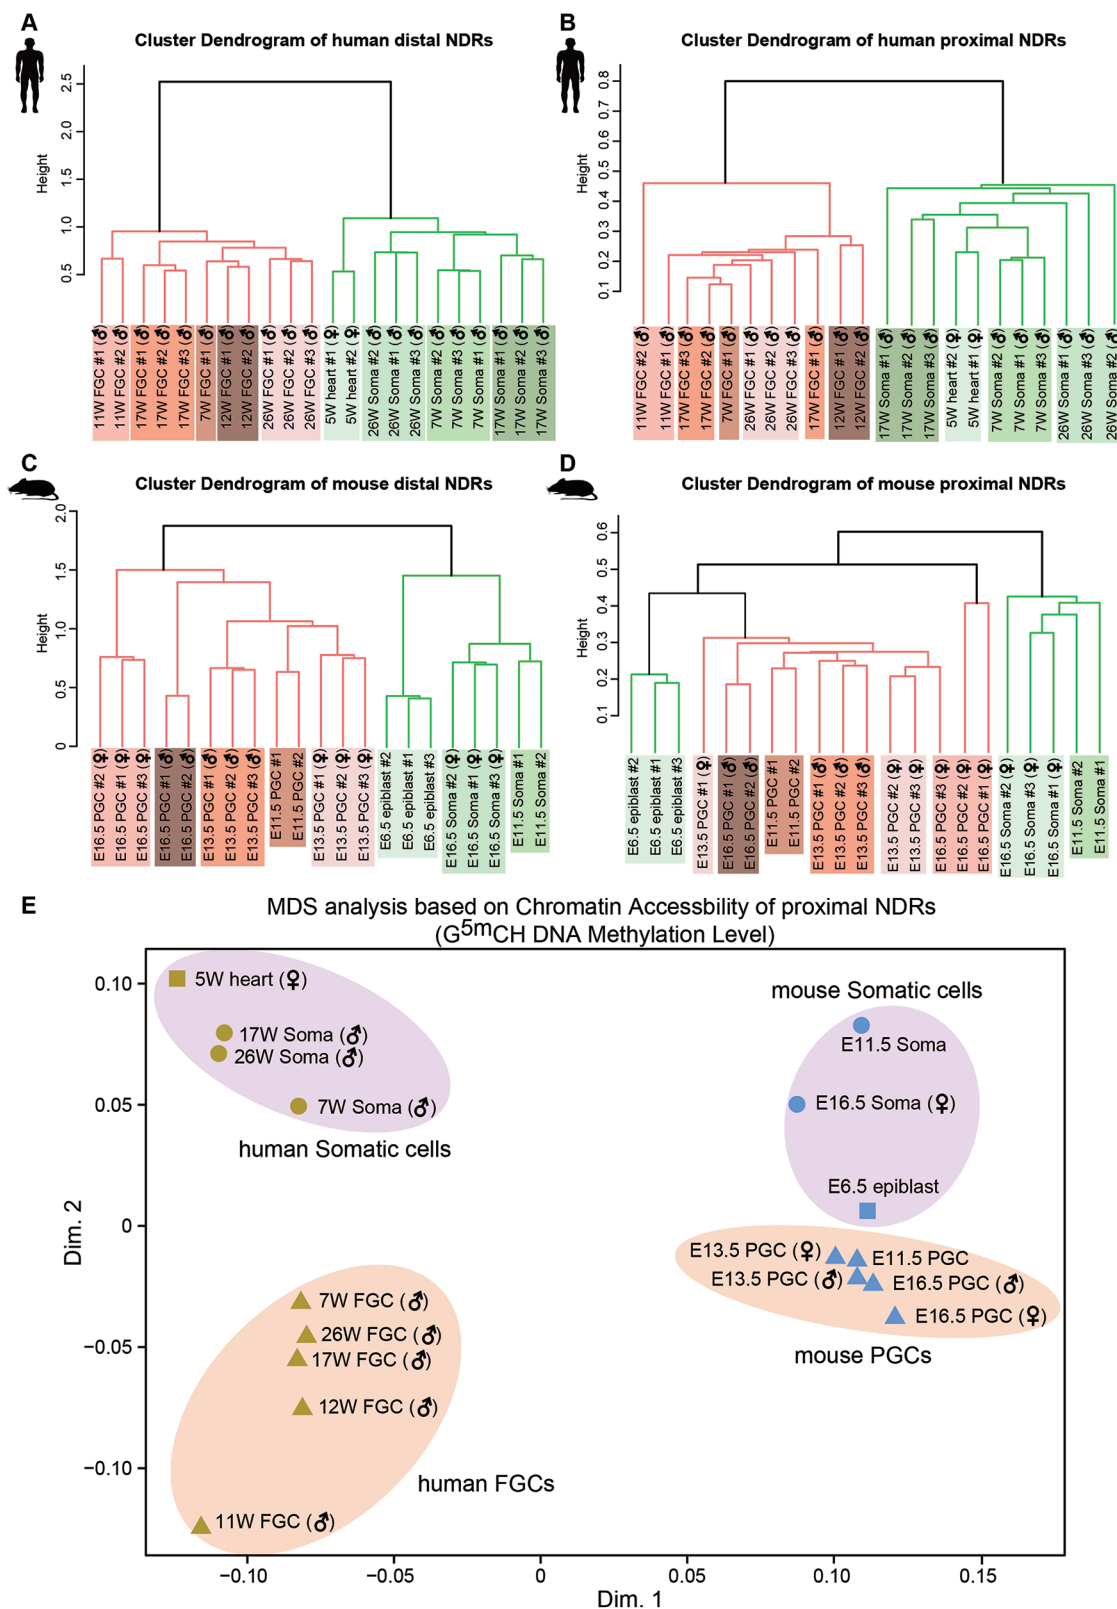 A
Cluster Dendrogram of human distal NDRs
Height
2.5
2.0
1.5
1.0
0.5
11W FGC #1 (♂)
11W FGC #2 (♂)
17W FGC #1 (♂)
17W FGC #2 (♂)
17W FGC #3 (♂)
7W FGC #1 (♂)
12W FGC #1 (♂)
12W FGC #2 (♂)
26W FGC #1 (♂)
26W FGC #2 (♂)
26W FGC #3 (♂)
5W heart #1 (♀)
5W heart #2 (♀)
26W Soma #2 (♂)
26W Soma #1 (♂)
26W Soma #3 (♂)
7W Soma #2 (♂)
7W Soma #1 (♂)
7W Soma #3 (♂)
17W Soma #1 (♂)
17W Soma #2 (♂)
17W Soma #3 (♂)
B
Cluster Dendrogram of human proximal NDRs
Height
0.8
0.7
0.6
0.5
0.4
0.3
0.2
0.1
11W FGC #2 (♂)
11W FGC #1 (♂)
17W FGC #3 (♂)
17W FGC #2 (♂)
7W FGC #1 (♂)
26W FGC #3 (♂)
26W FGC #2 (♂)
26W FGC #1 (♂)
17W FGC #1 (♂)
12W FGC #1 (♂)
12W FGC #2 (♂)
17W Soma #1 (♂)
17W Soma #2 (♂)
17W Soma #3 (♂)
5W heart #2 (♀)
5W heart #1 (♀)
7W Soma #2 (♂)
7W Soma #1 (♂)
7W Soma #3 (♂)
26W Soma #1 (♂)
26W Soma #3 (♂)
26W Soma #2 (♂)
C
Cluster Dendrogram of mouse distal NDRs
Height
2.0
1.5
1.0
0.5
0
E16.5 PGC #2 (♀)
E16.5 PGC #1 (♀)
E16.5 PGC #3 (♀)
E16.5 PGC #1 (♂)
E16.5 PGC #2 (♂)
E13.5 PGC #1 (♂)
E13.5 PGC #2 (♂)
E13.5 PGC #3 (♂)
E11.5 PGC #1
E11.5 PGC #2
E13.5 PGC #1 (♀)
E13.5 PGC #2 (♀)
E13.5 PGC #3 (♀)
E6.5 epiblast #2
E6.5 epiblast #1
E6.5 epiblast #3
E16.5 Soma #2 (♀)
E16.5 Soma #1 (♀)
E16.5 Soma #3 (♀)
E11.5 Soma #1
E11.5 Soma #2
D
Cluster Dendrogram of mouse proximal NDRs
Height
0.6
0.5
0.4
0.3
0.2
0.1
E6.5 epiblast #2
E6.5 epiblast #1
E6.5 epiblast #3
E13.5 PGC #1 (♀)
E16.5 PGC #1 (♂)
E16.5 PGC #2 (♂)
E11.5 PGC #1
E11.5 PGC #2
E13.5 PGC #1 (♂)
E13.5 PGC #2 (♂)
E13.5 PGC #3 (♂)
E13.5 PGC #2 (♀)
E13.5 PGC #3 (♀)
E16.5 PGC #3 (♀)
E16.5 PGC #2 (♀)
E16.5 PGC #1 (♀)
E16.5 Soma #2 (♀)
E16.5 Soma #3 (♀)
E16.5 Soma #1 (♀)
E11.5 Soma #2
E11.5 Soma #1
E
MDS analysis based on Chromatin Accessbility of proximal NDRs
(G5mCH DNA Methylation Level)
Dim. 2
0.10
0.05
0
−0.05
−0.10
5W heart (♀)
17W Soma (♂)
26W Soma (♂)
7W Soma (♂)
human Somatic cells
mouse Somatic cells
E11.5 Soma
E16.5 Soma (♀)
E6.5 epiblast
E13.5 PGC (♀)
E11.5 PGC
E13.5 PGC (♂)
E16.5 PGC (♂)
E16.5 PGC (♀)
mouse PGCs
7W FGC (♂)
26W FGC (♂)
17W FGC (♂)
12W FGC (♂)
human FGCs
11W FGC (♂)
−0.10
−0.05
0
0.05
0.10
0.15
Dim. 1